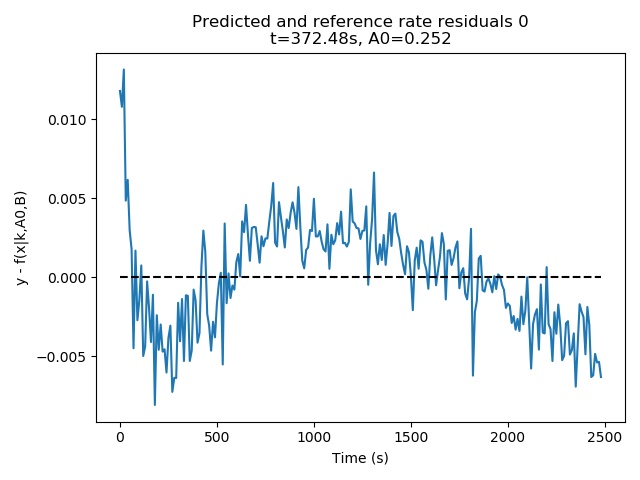 Predicted and reference rate residuals 0
t=372.48s, A0=0.252
y - f(x|k,A0,B)
0.010
0.005
0.000
−0.005
0
500
1000
1500
2000
2500
Time (s)